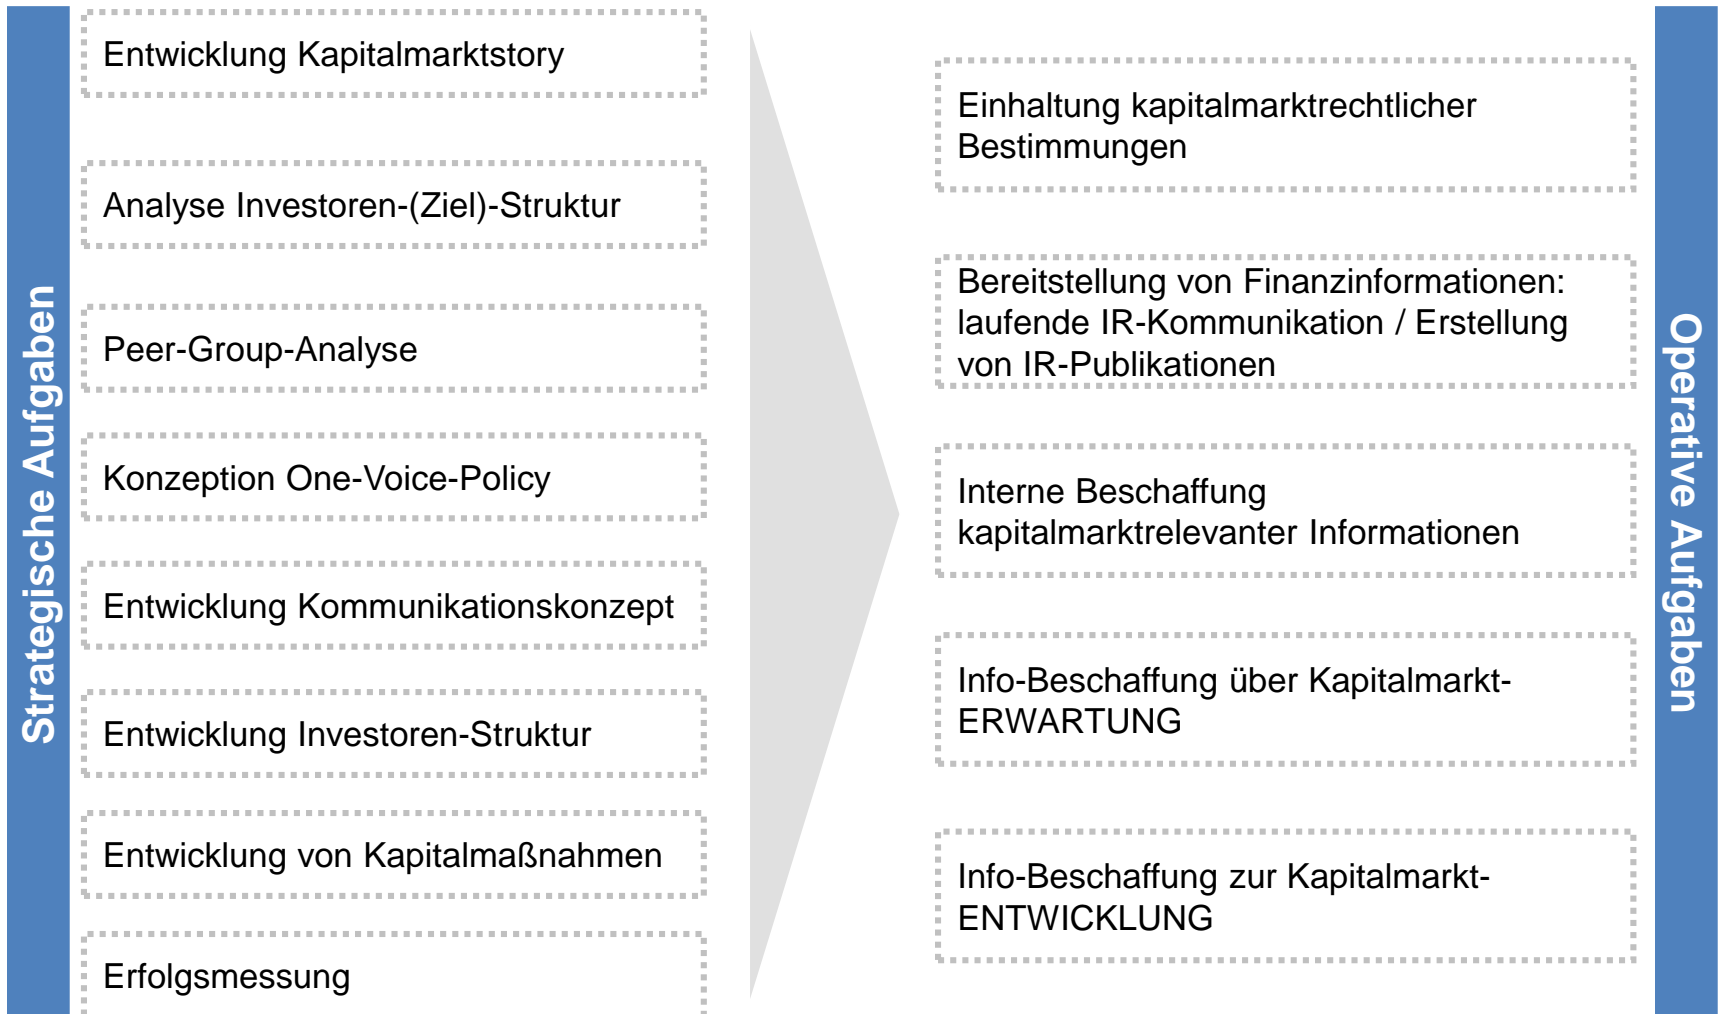 Strategische Aufgaben
Entwicklung Kapitalmarktstory
Analyse Investoren-(Ziel)-Struktur
Peer-Group-Analyse
Konzeption One-Voice-Policy
Entwicklung Kommunikationskonzept
Entwicklung Investoren-Struktur
Entwicklung von Kapitalmaßnahmen
Erfolgsmessung
Einhaltung kapitalmarktrechtlicher
Bestimmungen
Bereitstellung von Finanzinformationen:
laufende IR-Kommunikation / Erstellung
von IR-Publikationen
Interne Beschaffung
kapitalmarktrelevanter Informationen
Info-Beschaffung über Kapitalmarkt-
ERWARTUNG
Info-Beschaffung zur Kapitalmarkt-
ENTWICKLUNG
Operative Aufgaben